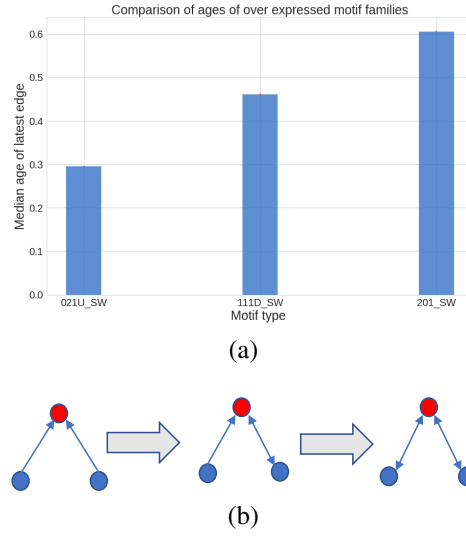 Comparison of ages of over expressed motif families
Median age of latest edge
0.6
0.5
0.4
0.3
0.2
0.1
0.0
021U_SW
111D_SW
201_SW
Motif type
(a)
(b)